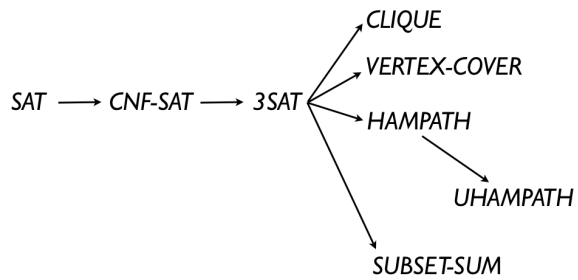 CLIQUE
VERTEX-COVER
SAT CNF-SAT 3SAT HAMPATH
UHAMPATH
SUBSET-SUM